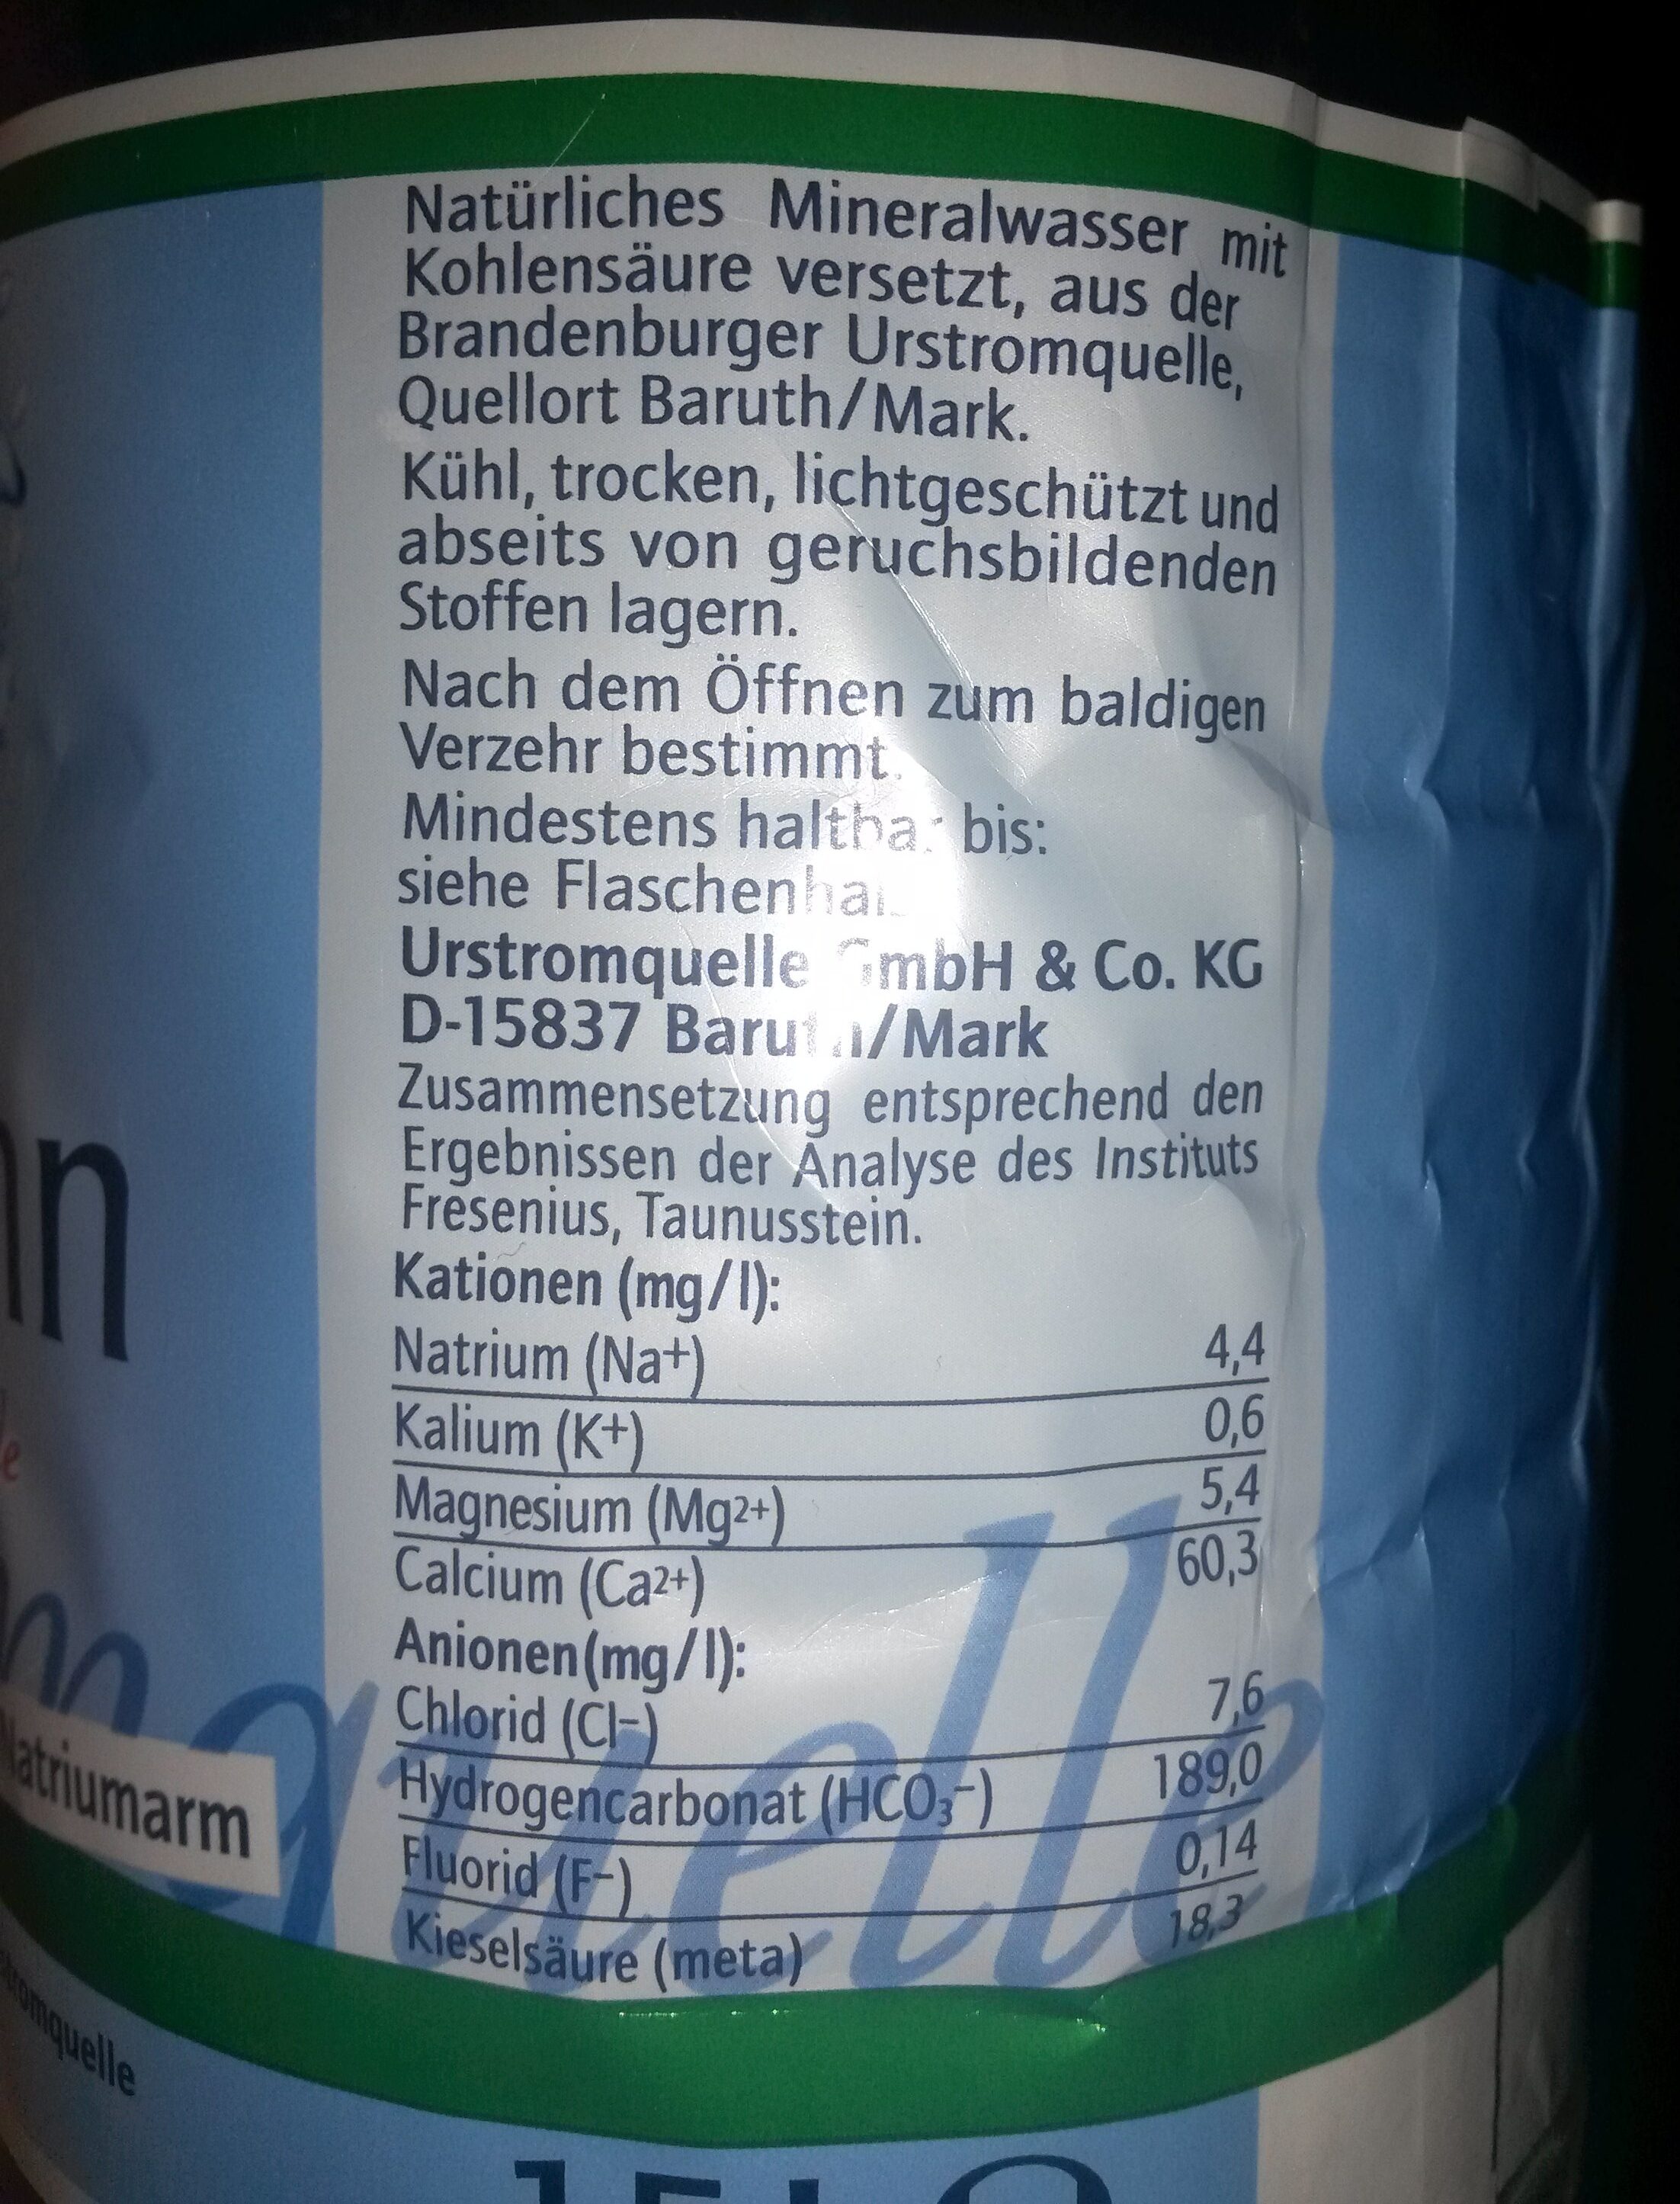 Natürliches Mineralwasser mit
Kohlensäure versetzt, aus der
Brandenburger Urstromquelle,
Quellort Baruth/Mark.
Kühl, trocken, lichtgeschützt und
abseits von geruchsbildenden
Stoffen lagern.
Nach dem Öffnen zum baldigen
Verzehr bestimmt.
Mindestens haltbar bis:
siehe
Urstromquelle GmbH & Co. KG
D-15837 Baruth/Mark
Zusammensetzung entsprechend den
Ergebnissen der Analyse des Instituts
Fresenius, Taunusstein.
Kationen (mg/l):
Natrium (Na+) 4,4
Kalium (K+) 0,6
Magnesium (Mg2+) 5,4
Calcium (Ca2+) 60,3
Anionen(mg/l):
Chlorid (Cl-) 7,6
Hydrogencarbonat (HCO3-) 189,0
Fluorid (F-) 0,14
Kieselsäure (meta) 18,3